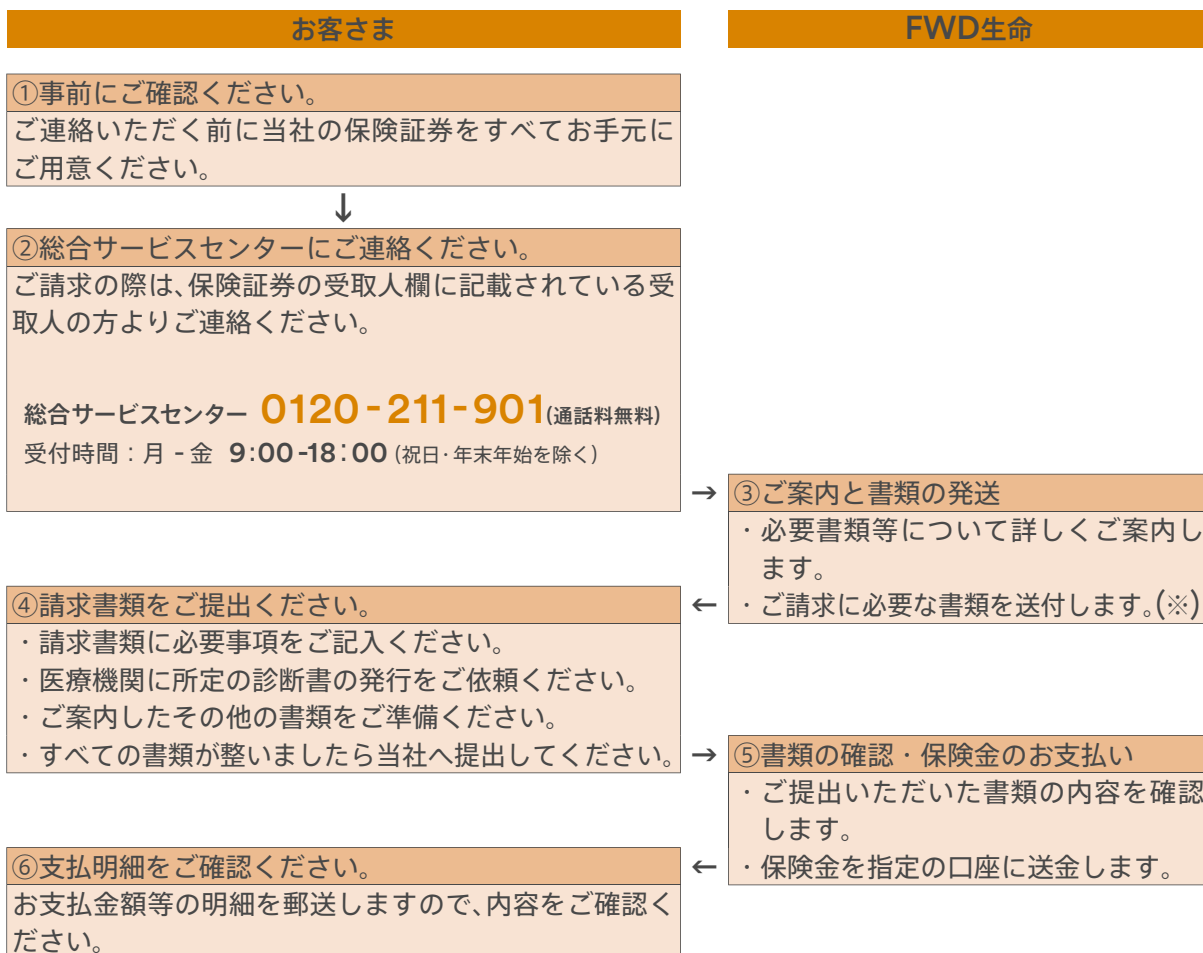 お客さま
FWD生命
①事前にご確認ください。
ご連絡いただく前に当社の保険証券をすべてお手元に
ご用意ください。
↓
②総合サービスセンターにご連絡ください。
ご請求の際は、保険証券の受取人欄に記載されている受
取人の方よりご連絡ください。
総合サービスセンター 0120-211-901(通話料無料)
受付時間：月-金 9:00-18:00(祝日・年末年始を除く)
→
③ご案内と書類の発送
・必要書類等について詳しくご案内し
ます。
・ご請求に必要な書類を送付します。(※)
←
④請求書類をご提出ください。
・請求書類に必要事項をご記入ください。
・医療機関に所定の診断書の発行をご依頼ください。
・ご案内したその他の書類をご準備ください。
・すべての書類が整いましたら当社へ提出してください。
→
⑤書類の確認・保険金のお支払い
・ご提出いただいた書類の内容を確認
します。
・保険金を指定の口座に送金します。
←
⑥支払明細をご確認ください。
お支払金額等の明細を郵送しますので、内容をご確認く
ださい。